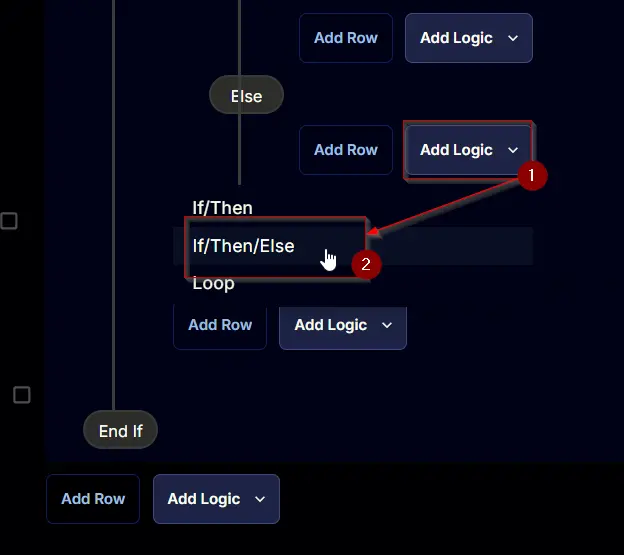 Add Row Add Logic
Else
Add Row Add Logic
1
If/Then
If/Then/Else
2
Loop
Add Row Add Logic
End If
Add Row Add Logic